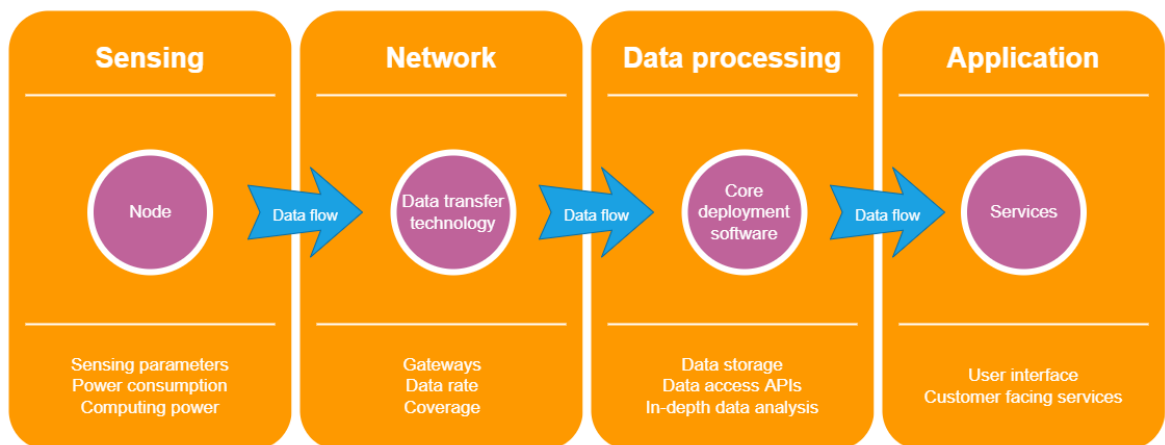 Sensing
Node
Sensing parameters
Power consumption
Computing power
Data flow
Network
Data transfer
technology
Gateways
Data rate
Coverage
Data flow
Data processing
Core
deployment
software
Data storage
Data access APIs
In-depth data analysis
Data flow
Application
Services
User interface
Customer facing services